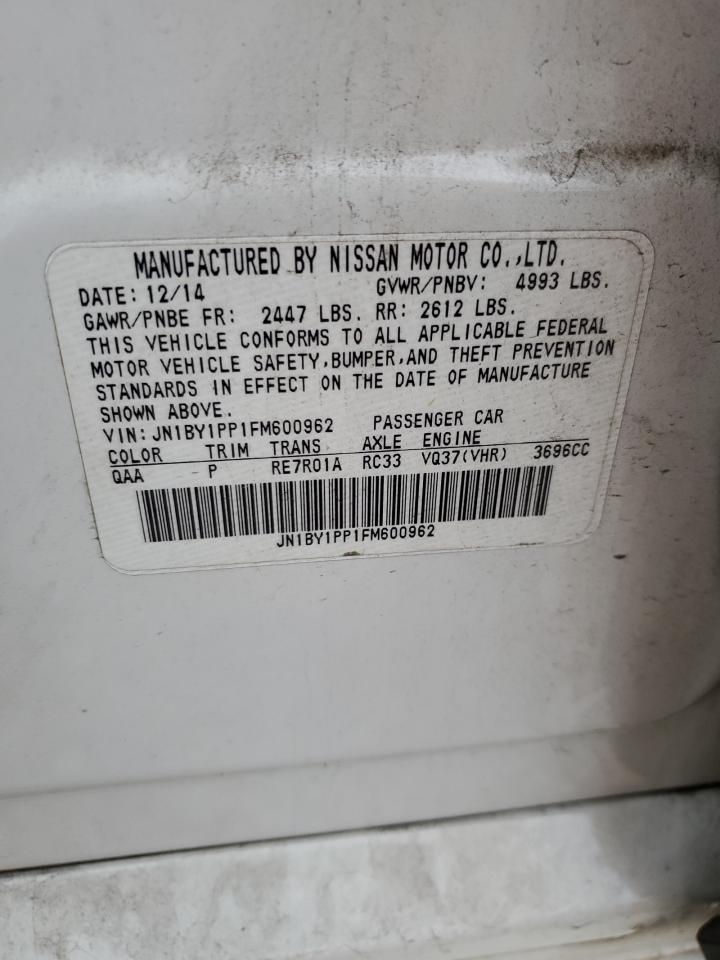 MANUFACTURED BY NISSAN MOTOR CO.,LTD.
DATE: 12/14 GVWR/PNBV: 4993 LBS.
GAWR/PNBE FR: 2447 LBS. RR: 2612 LBS.
THIS VEHICLE CONFORMS TO ALL APPLICABLE FEDERAL
MOTOR VEHICLE SAFETY,BUMPER,AND THEFT PREVENTION
STANDARDS IN EFFECT ON THE DATE OF MANUFACTURE
SHOWN ABOVE.
VIN: JN1BY1PP1FM600962 PASSENGER CAR
COLOR TRIM TRANS AXLE ENGINE
QAA P RE7R01A RC33 VQ37(VHR) 3696CC
JN1BY1PP1FM600962